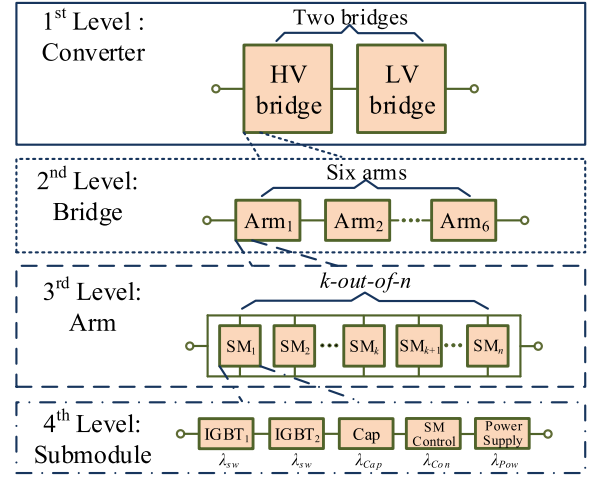 1st Level :
Converter
Two bridges
HV
bridge
LV
bridge
2nd Level:
Bridge
Six arms
Arm1
Arm2
Arm6
3rd Level:
Arm
k-out-of-n
SM1
SM2
SMk
SMk+1
SMn
4th Level:
Submodule
IGBT1
IGBT2
Cap
SM
Control
Power
Supply
λsw
λsw
λCap
λCon
λPow